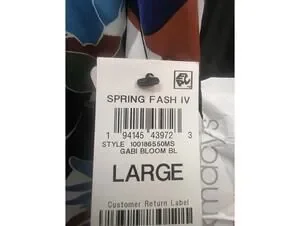 SPRING FASH IV
1 94145 43972 3
STYLE 100186550MS
GABI BLOOM BL
LARGE
Customer Return Label
macys